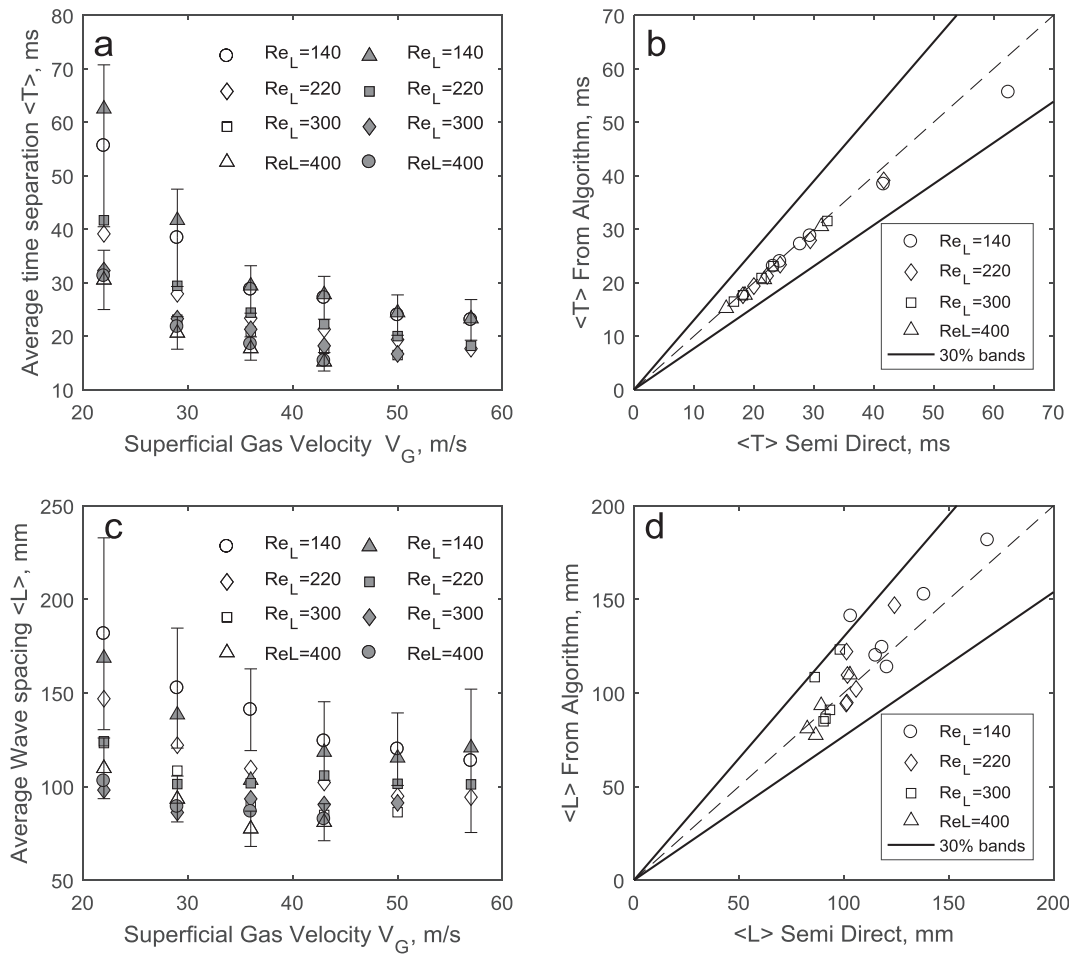 a
Average time separation <T>, ms
80
70
60
50
40
30
20
10
20
30
40
50
60
Superficial Gas Velocity V_G, m/s
Re_L=140
Re_L=220
Re_L=300
ReL=400
Re_L=140
Re_L=220
Re_L=300
ReL=400
b
<T> From Algorithm, ms
70
60
50
40
30
20
10
0
0
10
20
30
40
50
60
70
<T> Semi Direct, ms
Re_L=140
Re_L=220
Re_L=300
ReL=400
30% bands
c
Average Wave spacing <L>, mm
250
200
150
100
50
20
30
40
50
60
Superficial Gas Velocity V_G, m/s
Re_L=140
Re_L=220
Re_L=300
ReL=400
Re_L=140
Re_L=220
Re_L=300
ReL=400
d
<L> From Algorithm, mm
200
150
100
50
0
0
50
100
150
200
<L> Semi Direct, mm
Re_L=140
Re_L=220
Re_L=300
ReL=400
30% bands